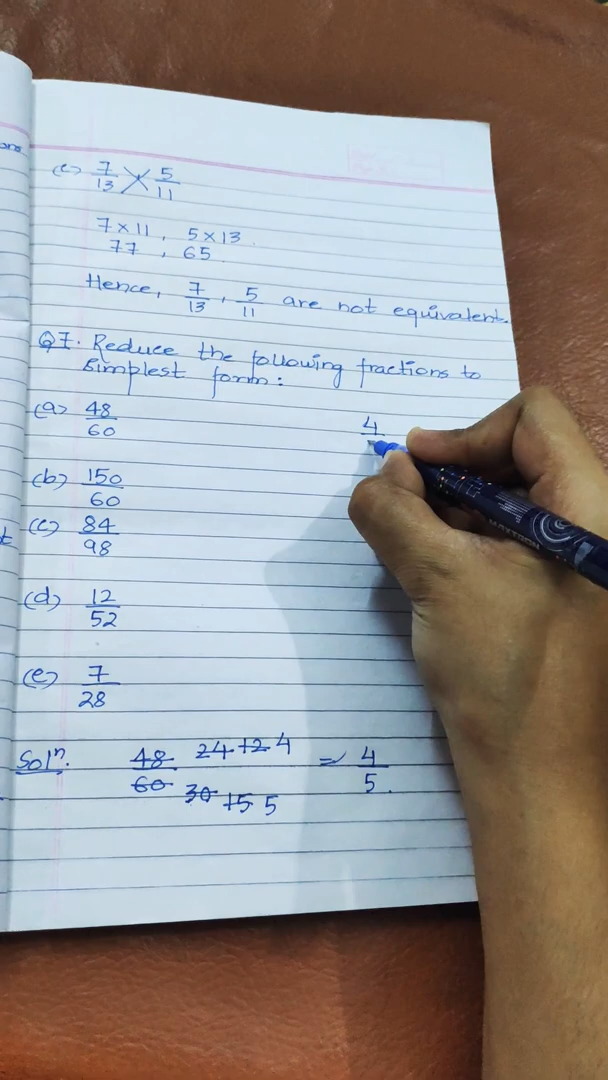 ons
(c) 7/13 × 5/11
7×11, 5×13.
77, 65.
Hence, 7/13, 5/11 are not equivalent.
Q7. Reduce the following fractions to
simplest form:
(a) 48/60
4
(b) 150/60
(c) 84/98
(d) 12/52
(e) 7/28
Solⁿ. 48/60 24 12 4 = 4/5.
30 15 5
MAXTRON